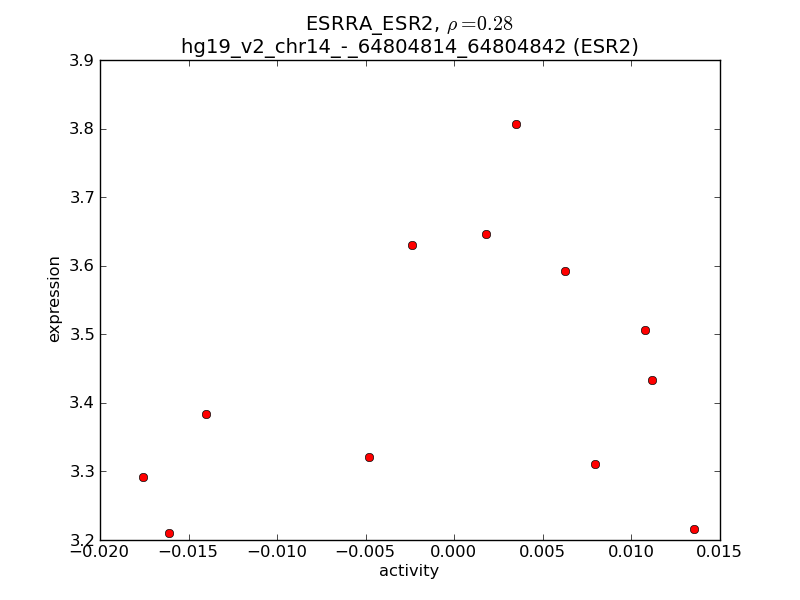 ESRRA_ESR2, ρ=0.28
hg19_v2_chr14_-_64804814_64804842 (ESR2)
3.9
3.8
3.7
3.6
3.5
3.4
3.3
3.2
expression
−0.020 −0.015 −0.010 −0.005 0.000 0.005 0.010 0.015
activity